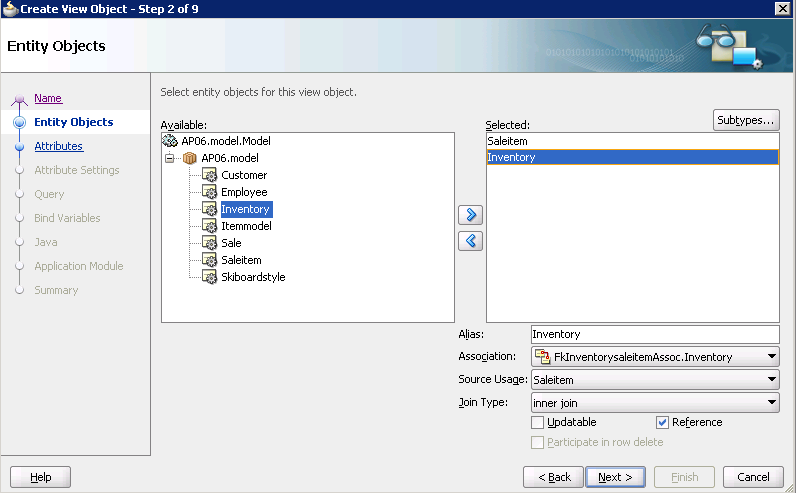 Create View Object - Step 2 of 9
Entity Objects
010101010101010101010101
0101010101010
Select entity objects for this view object.
Name
Entity Objects
Attributes
Attribute Settings
Query
Bind Variables
Java
Application Module
Summary
Available:
AP06.model.Model
AP06.model
Customer
Employee
Inventory
Itemmodel
Sale
Saleitem
Skiboardstyle
Selected:
Subtypes...
Saleitem
Inventory
Alias: Inventory
Association: FkInventorysaleitemAssoc.Inventory
Source Usage: Saleitem
Join Type: inner join
Updatable Reference
Participate in row delete
Help < Back Next > Finish Cancel